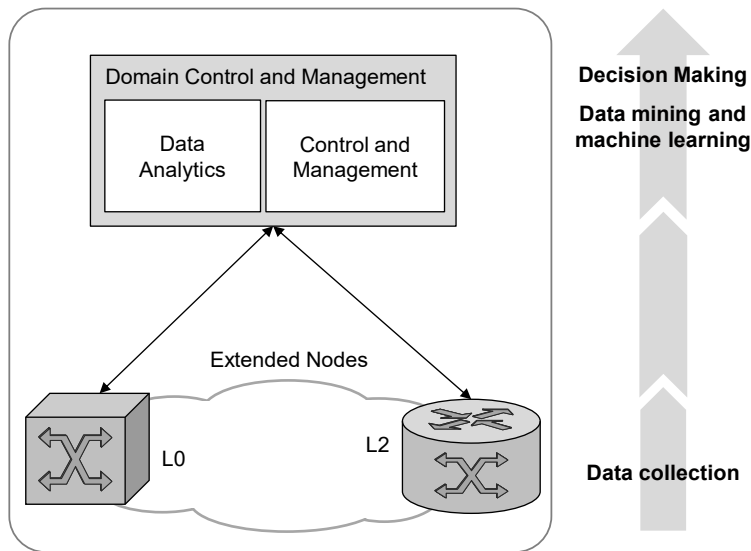 Domain Control and Management
Data
Analytics
Control and
Management
Extended Nodes
L0
L2
Decision Making
Data mining and
machine learning
Data collection